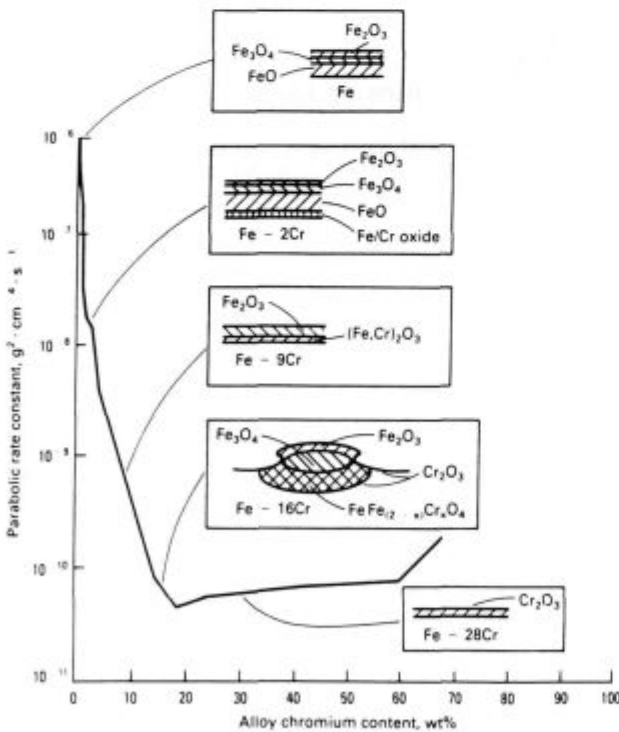 Fe₂O₃
Fe₃O₄
FeO
Fe
Fe₂O₃
Fe₃O₄
FeO
Fe/Cr oxide
Fe – 2Cr
Fe₂O₃
(Fe,Cr)₂O₃
Fe – 9Cr
Fe₃O₄
Fe₂O₃
Cr₂O₃
Fe – 16Cr
Cr₂O₃
Fe – 28Cr
Parabolic rate constant, g² · cm ⁴ · s ¹
10 ⁶
10 ⁷
10 ⁸
10 ⁹
10 ¹⁰
10 ¹¹
0 10 20 30 40 50 60 70 80 90 100
Alloy chromium content, wt%